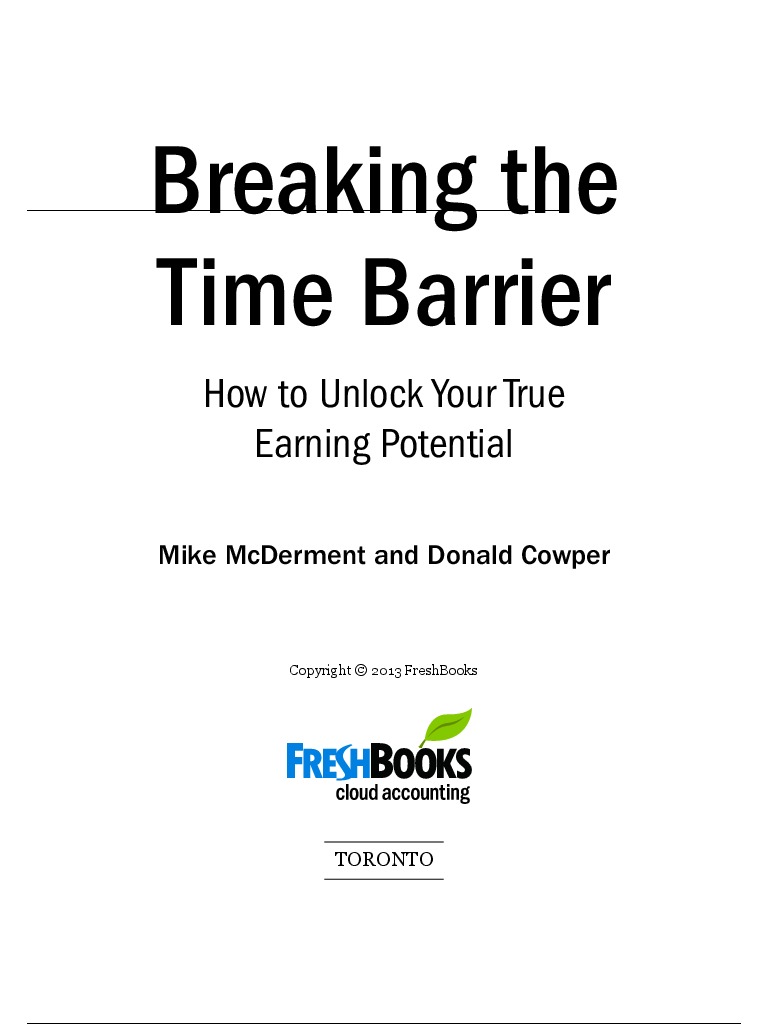 Breaking the
Time Barrier
How to Unlock Your True
Earning Potential
Mike McDerment and Donald Cowper
Copyright © 2013 FreshBooks
FRESHBOOKS
cloud accounting
TORONTO